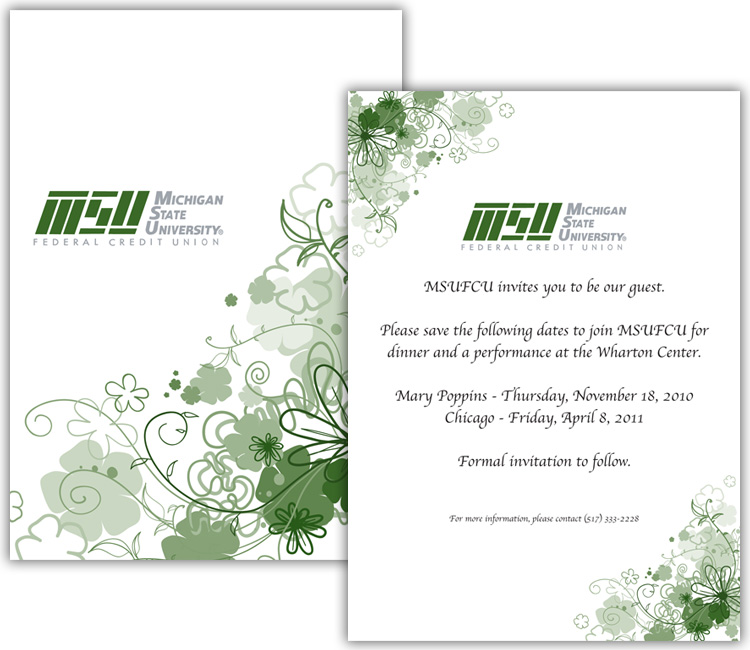 MSU MICHIGAN
STATE
UNIVERSITY®
FEDERAL CREDIT UNION
MSU MICHIGAN
STATE
UNIVERSITY®
FEDERAL CREDIT UNION
MSUFCU invites you to be our guest.
Please save the following dates to join MSUFCU for
dinner and a performance at the Wharton Center.
Mary Poppins - Thursday, November 18, 2010
Chicago - Friday, April 8, 2011
Formal invitation to follow.
For more information, please contact (517) 333-2228